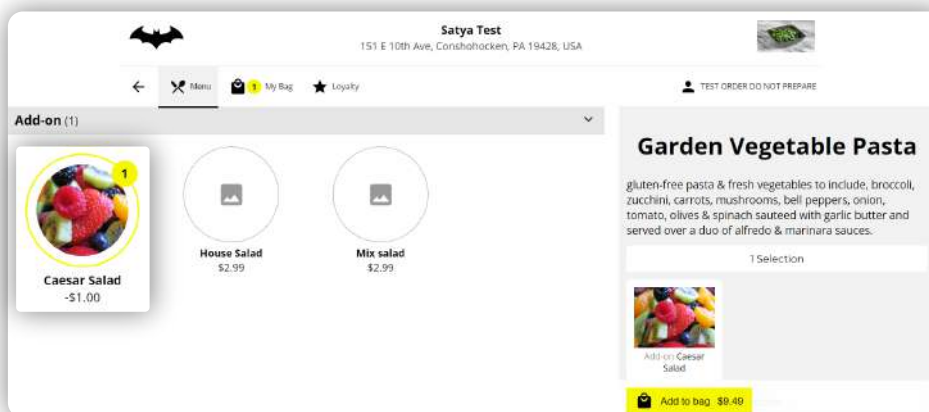 Satya Test
151 E 10th Ave, Conshohocken, PA 19428, USA
Menu
1 My Bag
Loyalty
TEST ORDER DO NOT PREPARE
Add-on (1)
1
Caesar Salad
-$1.00
House Salad
$2.99
Mix salad
$2.99
Garden Vegetable Pasta
gluten-free pasta & fresh vegetables to include, broccoli,
zucchini, carrots, mushrooms, bell peppers, onion,
tomato, olives & spinach sauteed with garlic butter and
served over a duo of alfredo & marinara sauces.
1 Selection
Add-on Caesar
Salad
Add to bag $9.49